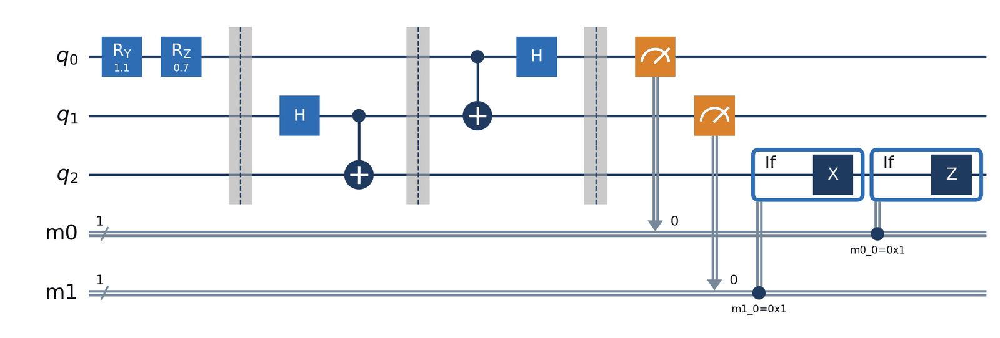 q0 RY 1.1 RZ 0.7 H
q1 H
q2 If X If Z
m0 1 0
m0_0=0x1
m1 1 0
m1_0=0x1